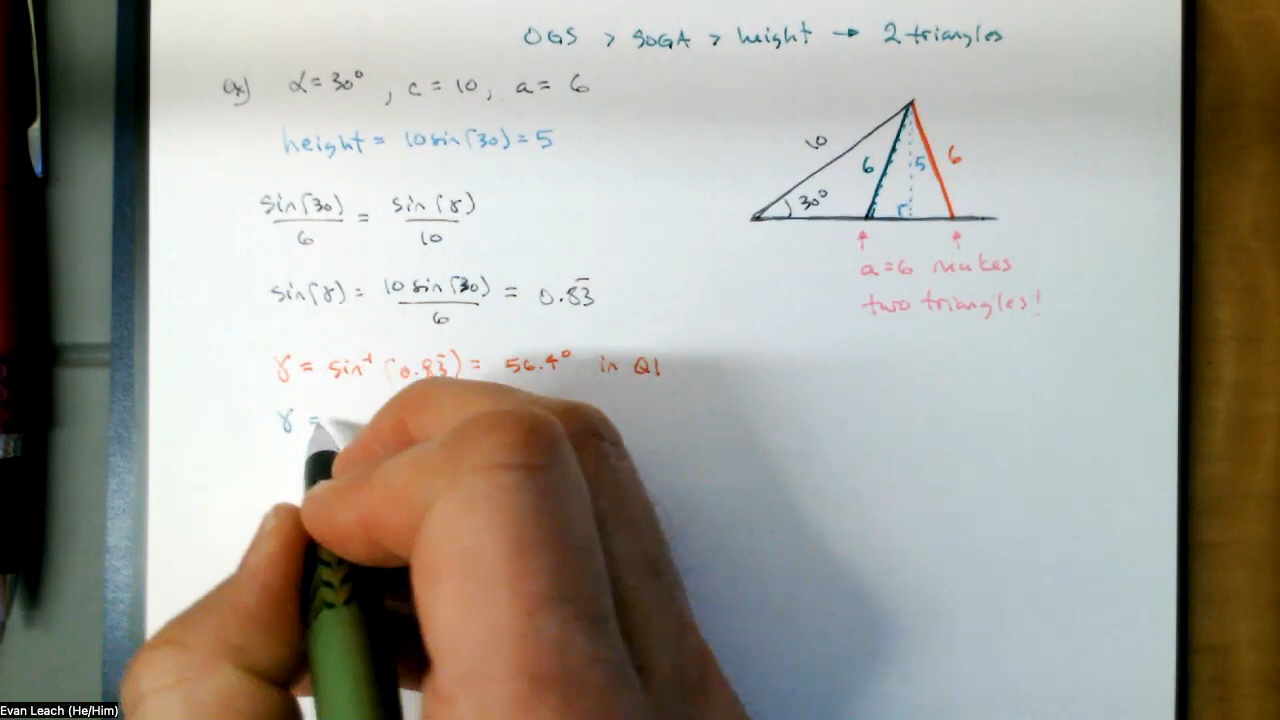 OGS > SOGA > height → 2 triangles
ex) α = 30°, c = 10, a = 6
height = 10 sin(30) = 5
10
6
5
6
30°
sin(30)/6 = sin(γ)/10
a = 6 makes
two triangles!
sin(γ) = 10 sin(30)/6 = 0.83̅
γ = sin⁻¹(0.83̅) = 56.4° in Q1
γ =
Evan Leach (He/Him)